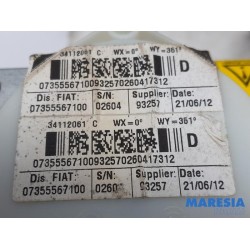 34112061 C WX=0° WY=351°
D
07355567100932570260417312
Dis. FIAT: S/N: Supplier: Date:
07355567100 02604 93257 21/06/12
34112061 C WX=0° WY=351°
D
07355567100932570260417312
Dis. FIAT: S/N: Supplier: Date:
07355567100 0260 93257 21/06/12
MARESIA